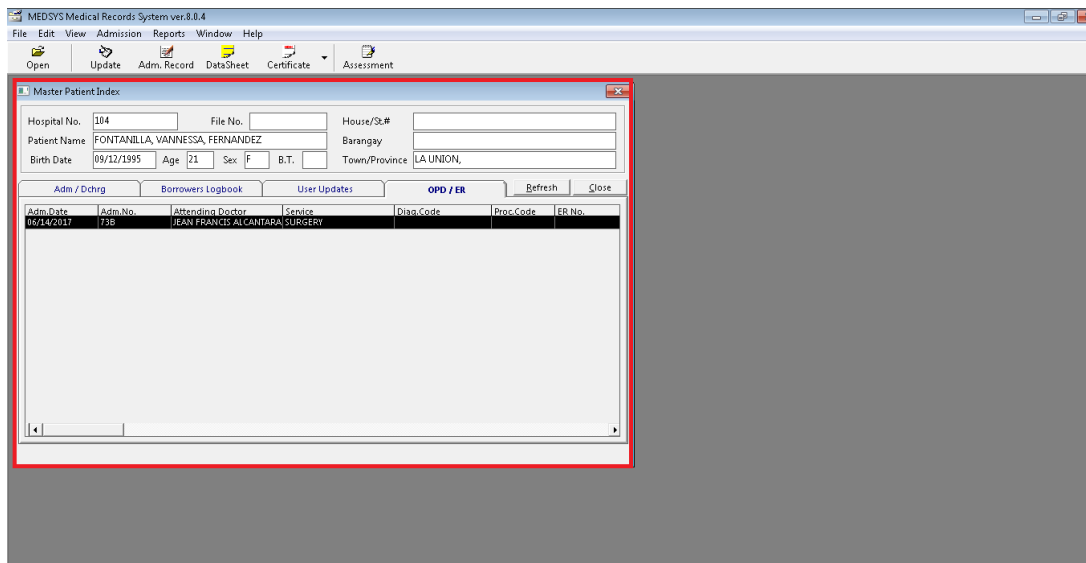 MEDSYS Medical Records System ver.8.0.4
File Edit View Admission Reports Window Help
Open Update Adm. Record DataSheet Certificate Assessment
Master Patient Index
Hospital No. 104 File No. House/St.#
Patient Name FONTANILLA, VANNESSA, FERNANDEZ Barangay
Birth Date 09/12/1995 Age 21 Sex F B.T. Town/Province LA UNION,
Adm / Dchrg Borrowers Logbook User Updates OPD / ER Refresh Close
Adm.Date Adm.No. Attending Doctor Service Diag.Code Proc.Code ER No.
06/14/2017 73B JEAN FRANCIS ALCANTARA SURGERY